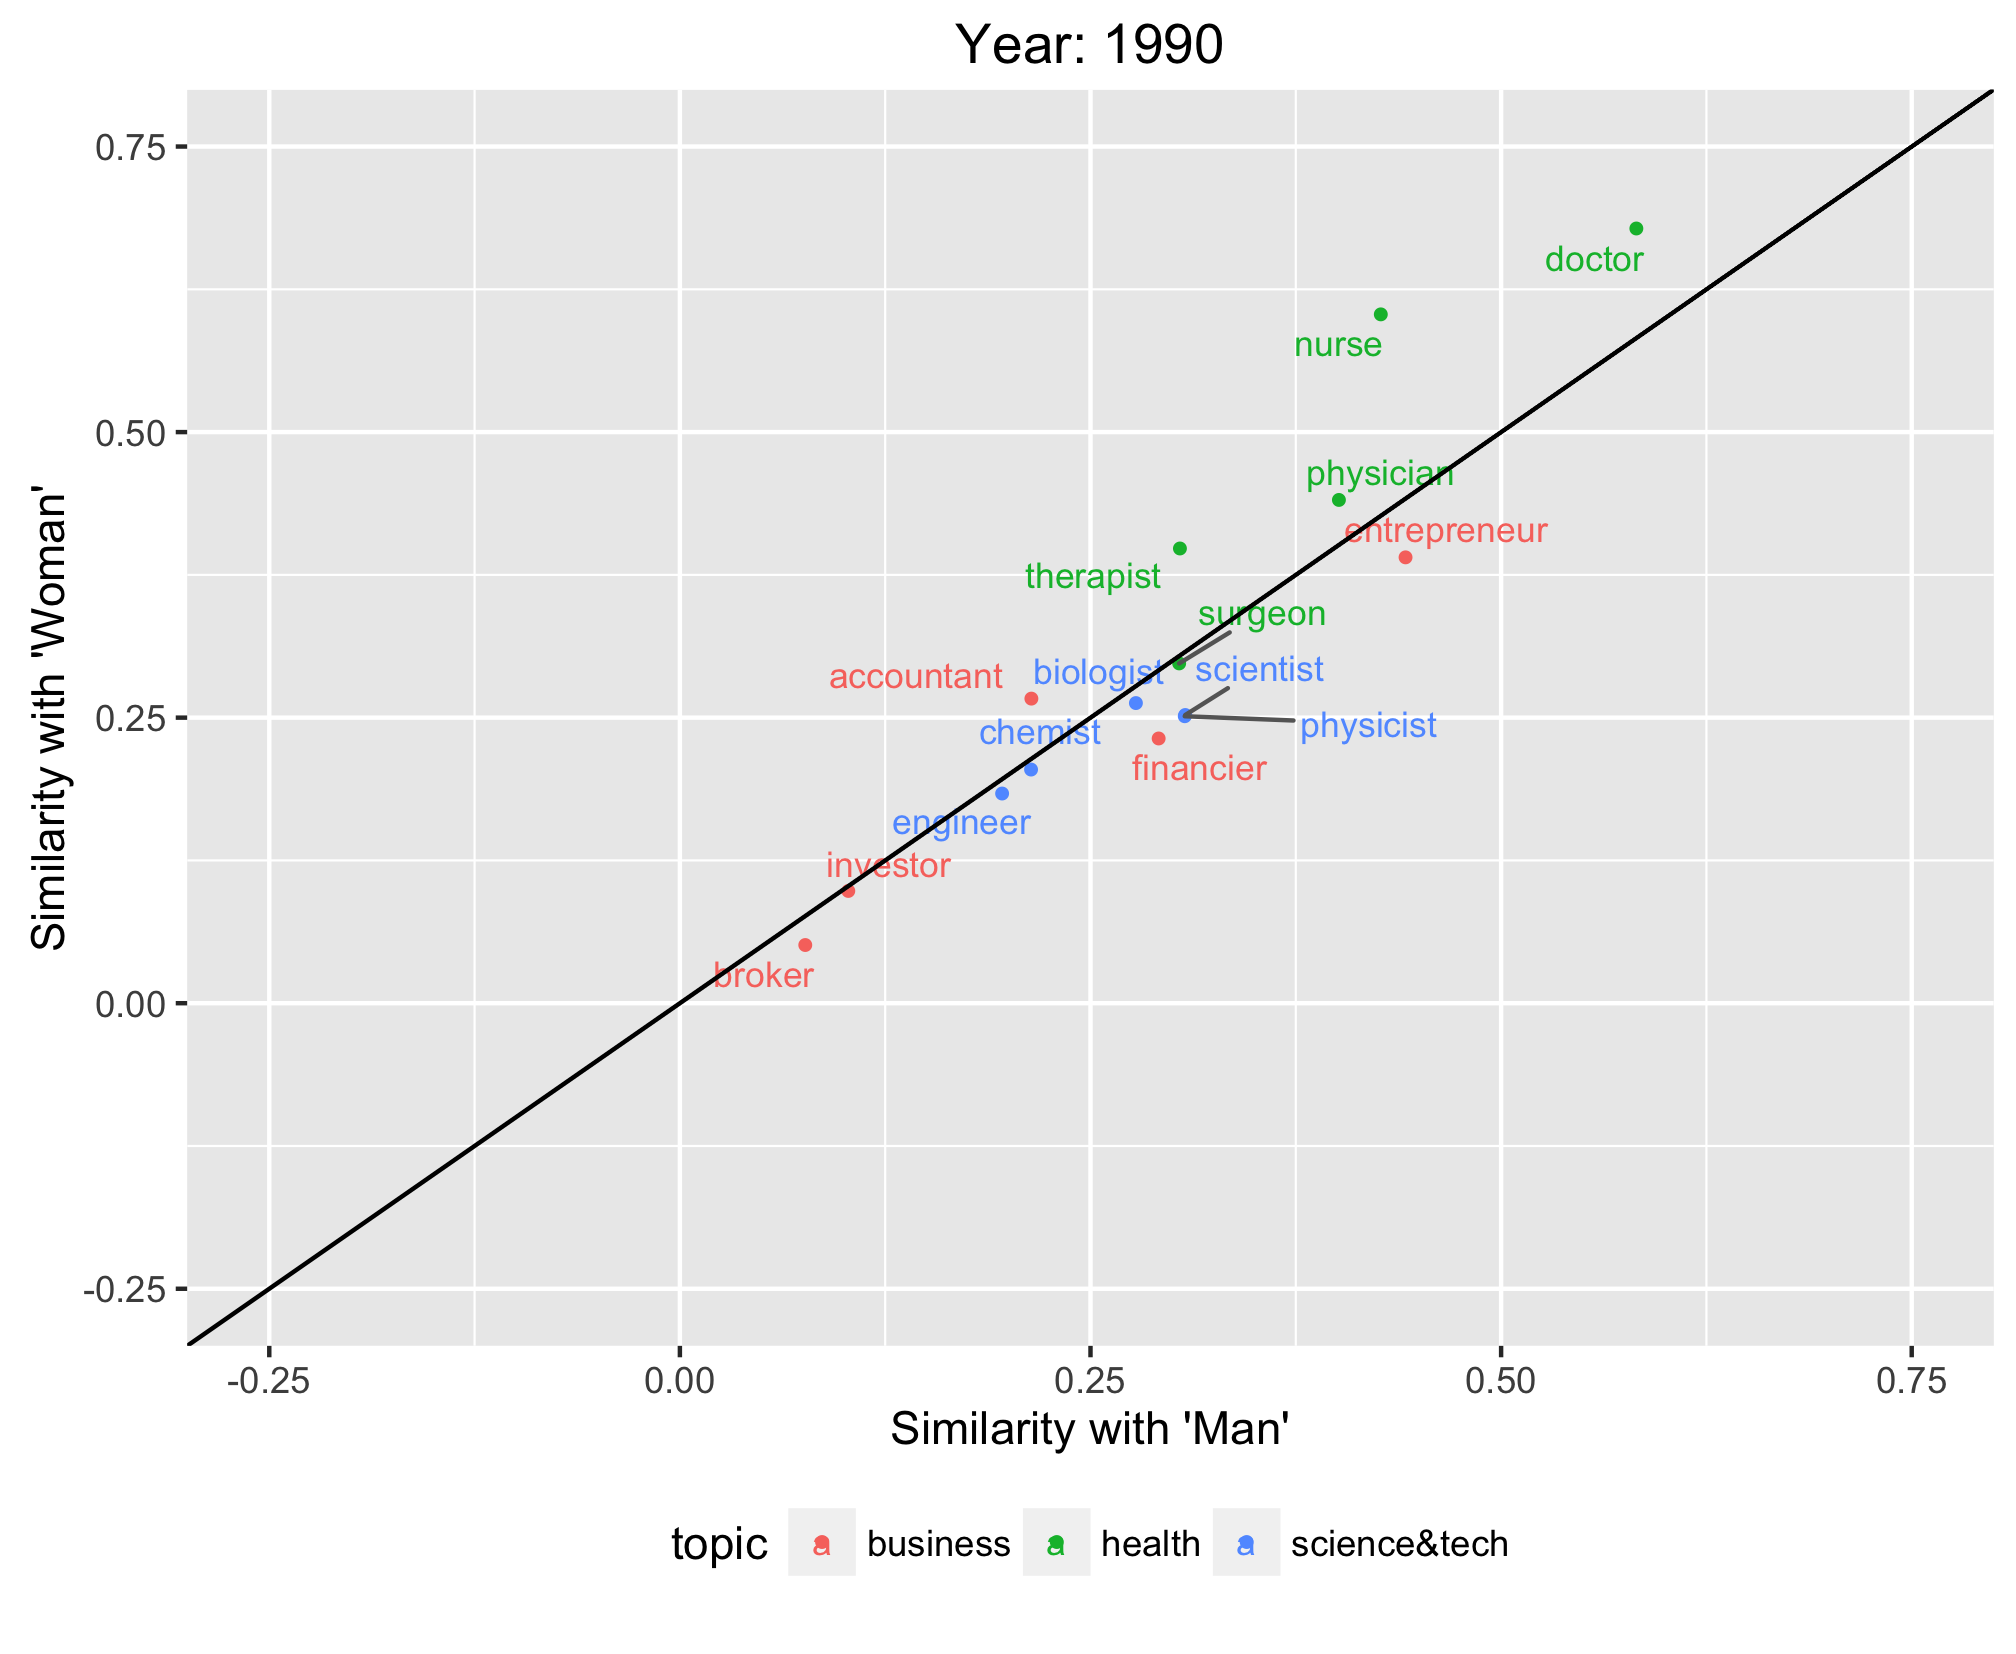 Year: 1990
0.75
0.50
0.25
0.00
-0.25
Similarity with 'Woman'
doctor
nurse
physician
entrepreneur
therapist
surgeon
accountant
biologist
scientist
chemist
physicist
financier
engineer
investor
broker
-0.25 0.00 0.25 0.50 0.75
Similarity with 'Man'
topic a business a health a science&tech